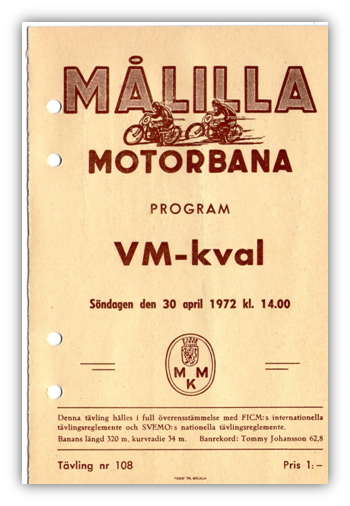 MÅLILLA
MOTORBANA
PROGRAM
VM-kval
Söndagen den 30 april 1972 kl. 14.00
M M
K
Denna tävling hålles i full överensstämmelse med FICM:s internationella
tävlingsreglemente och SVEMO:s nationella tävlingsreglemente.
Banans längd 320 m, kurvradie 34 m. Banrekord: Tommy Johansson 62,8
Tävling nr 108 Pris 1:–